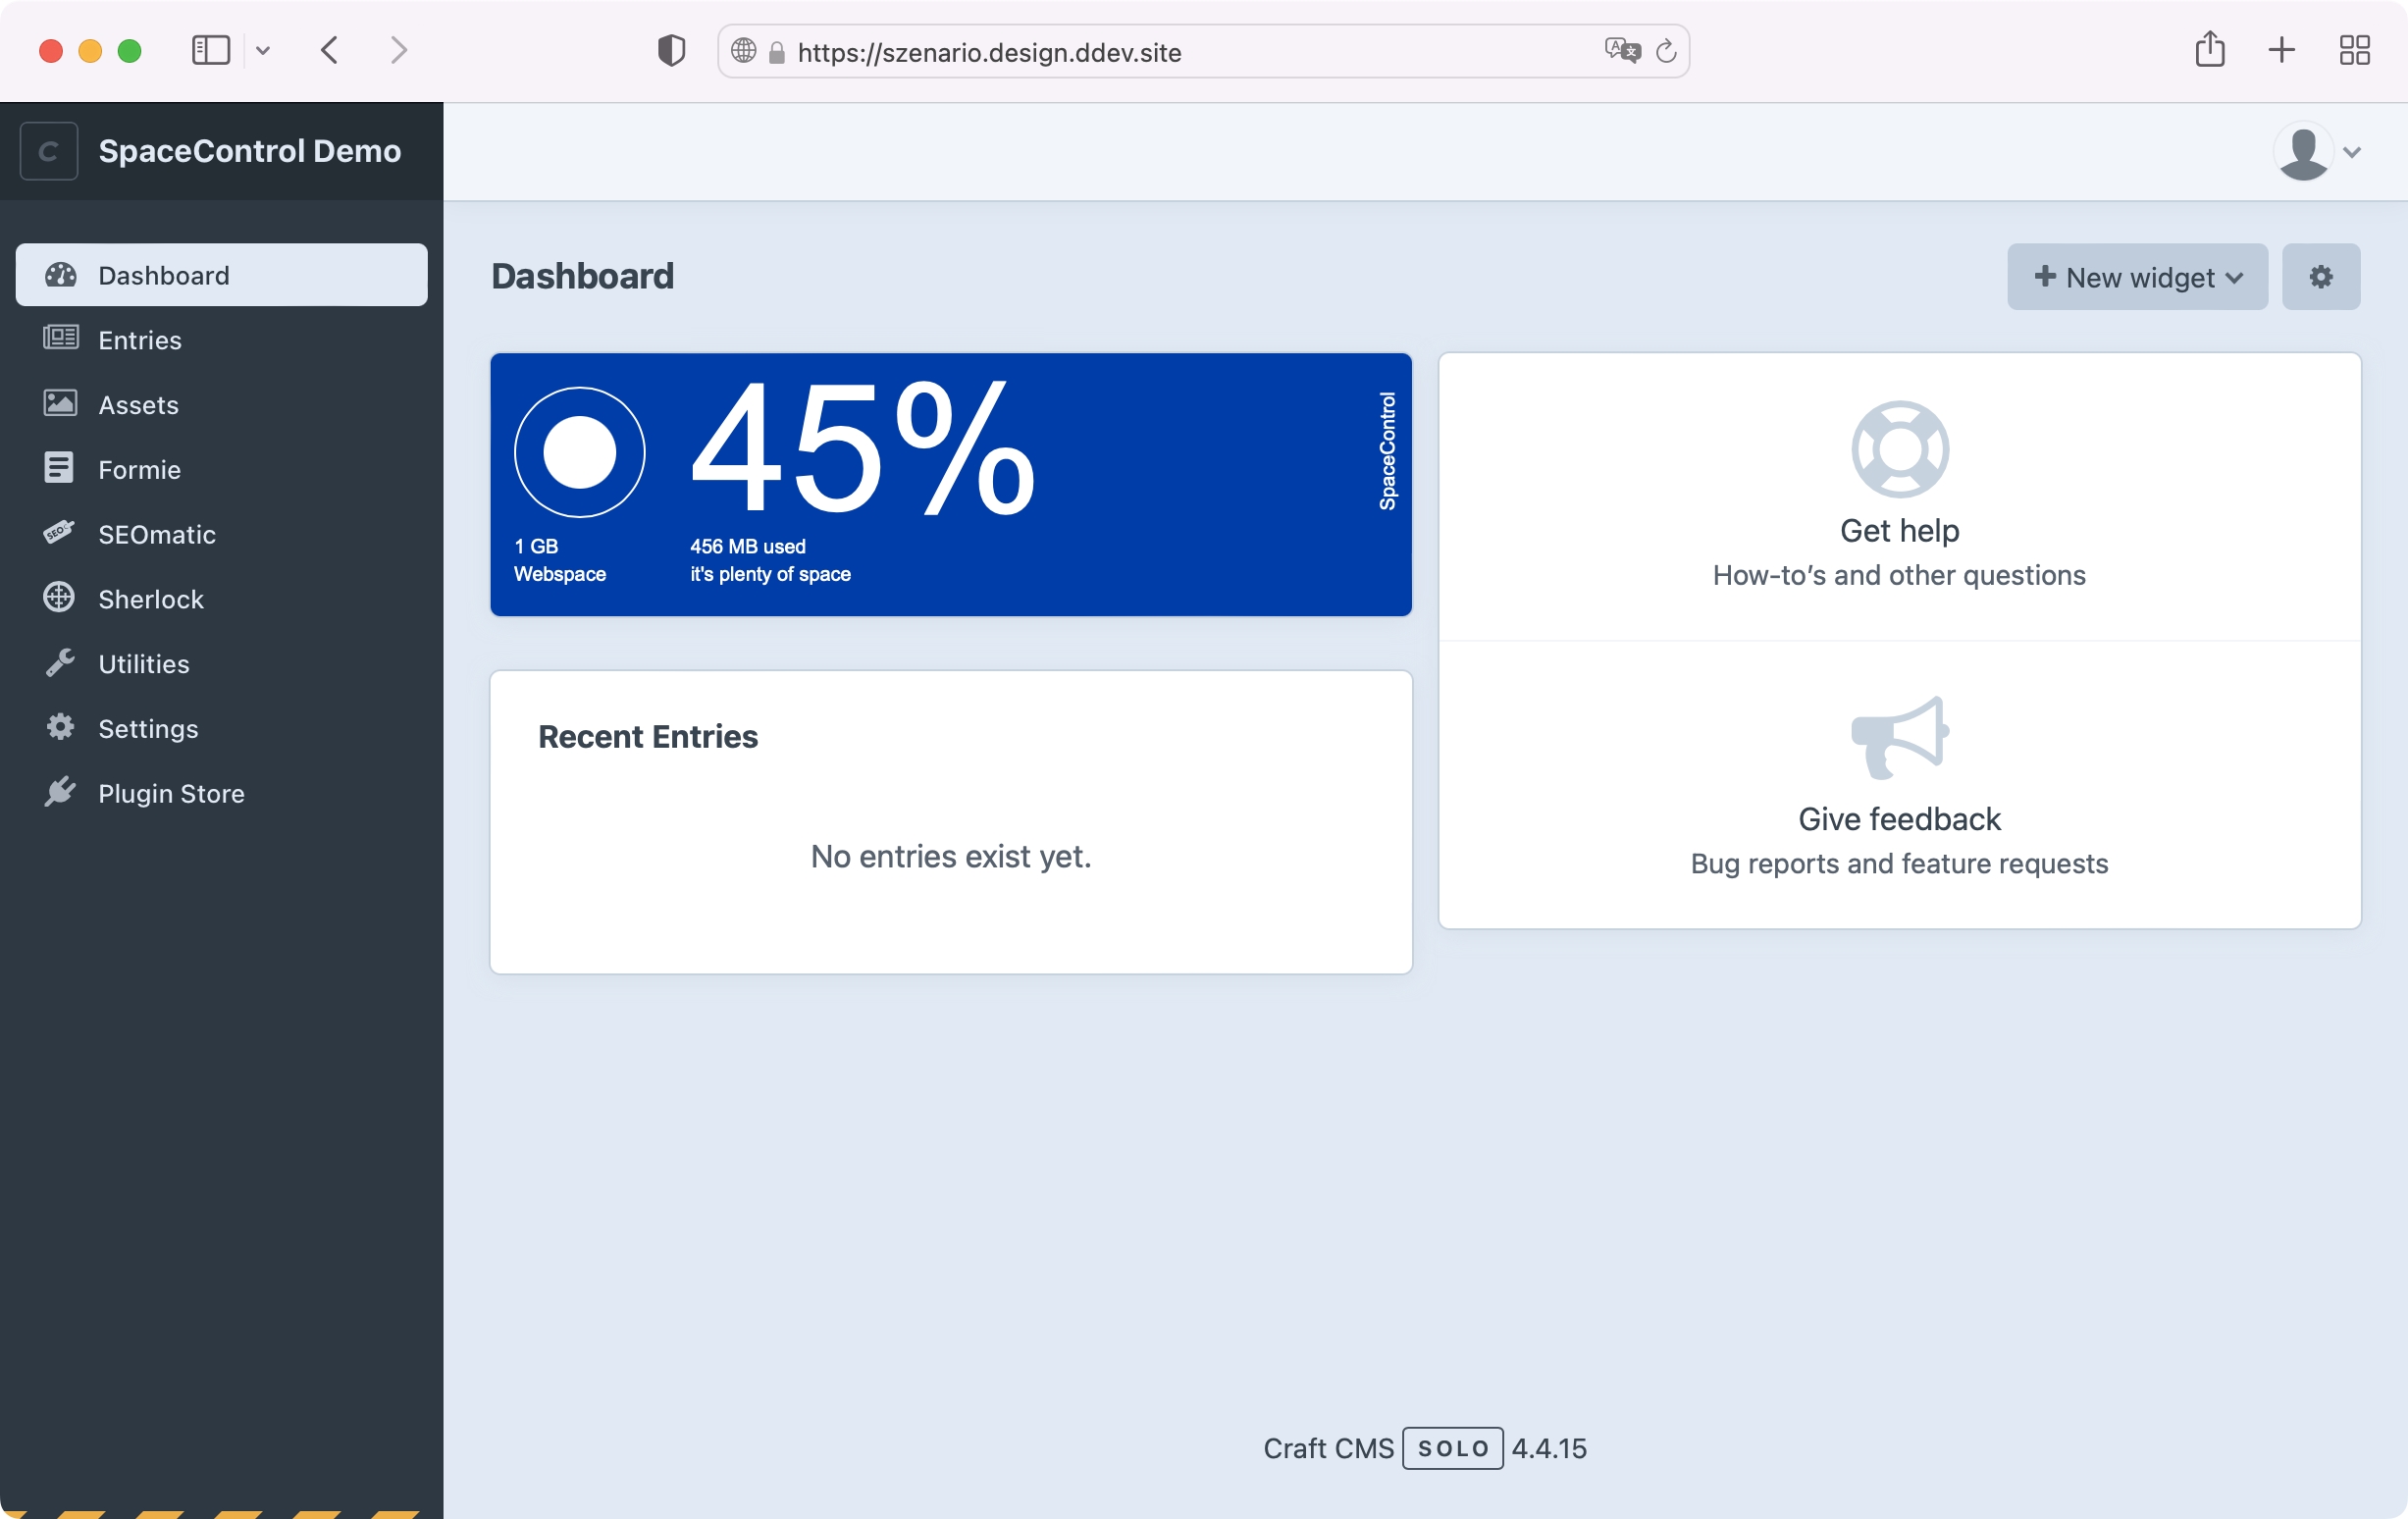 https://szenario.design.ddev.site
SpaceControl Demo
Dashboard
Entries
Assets
Formie
SEO
SEOmatic
Sherlock
Utilities
Settings
Plugin Store
Dashboard
New widget
45%
1 GB
Webspace
456 MB used
it's plenty of space
SpaceControl
Recent Entries
No entries exist yet.
Get help
How-to’s and other questions
Give feedback
Bug reports and feature requests
Craft CMS SOLO 4.4.15